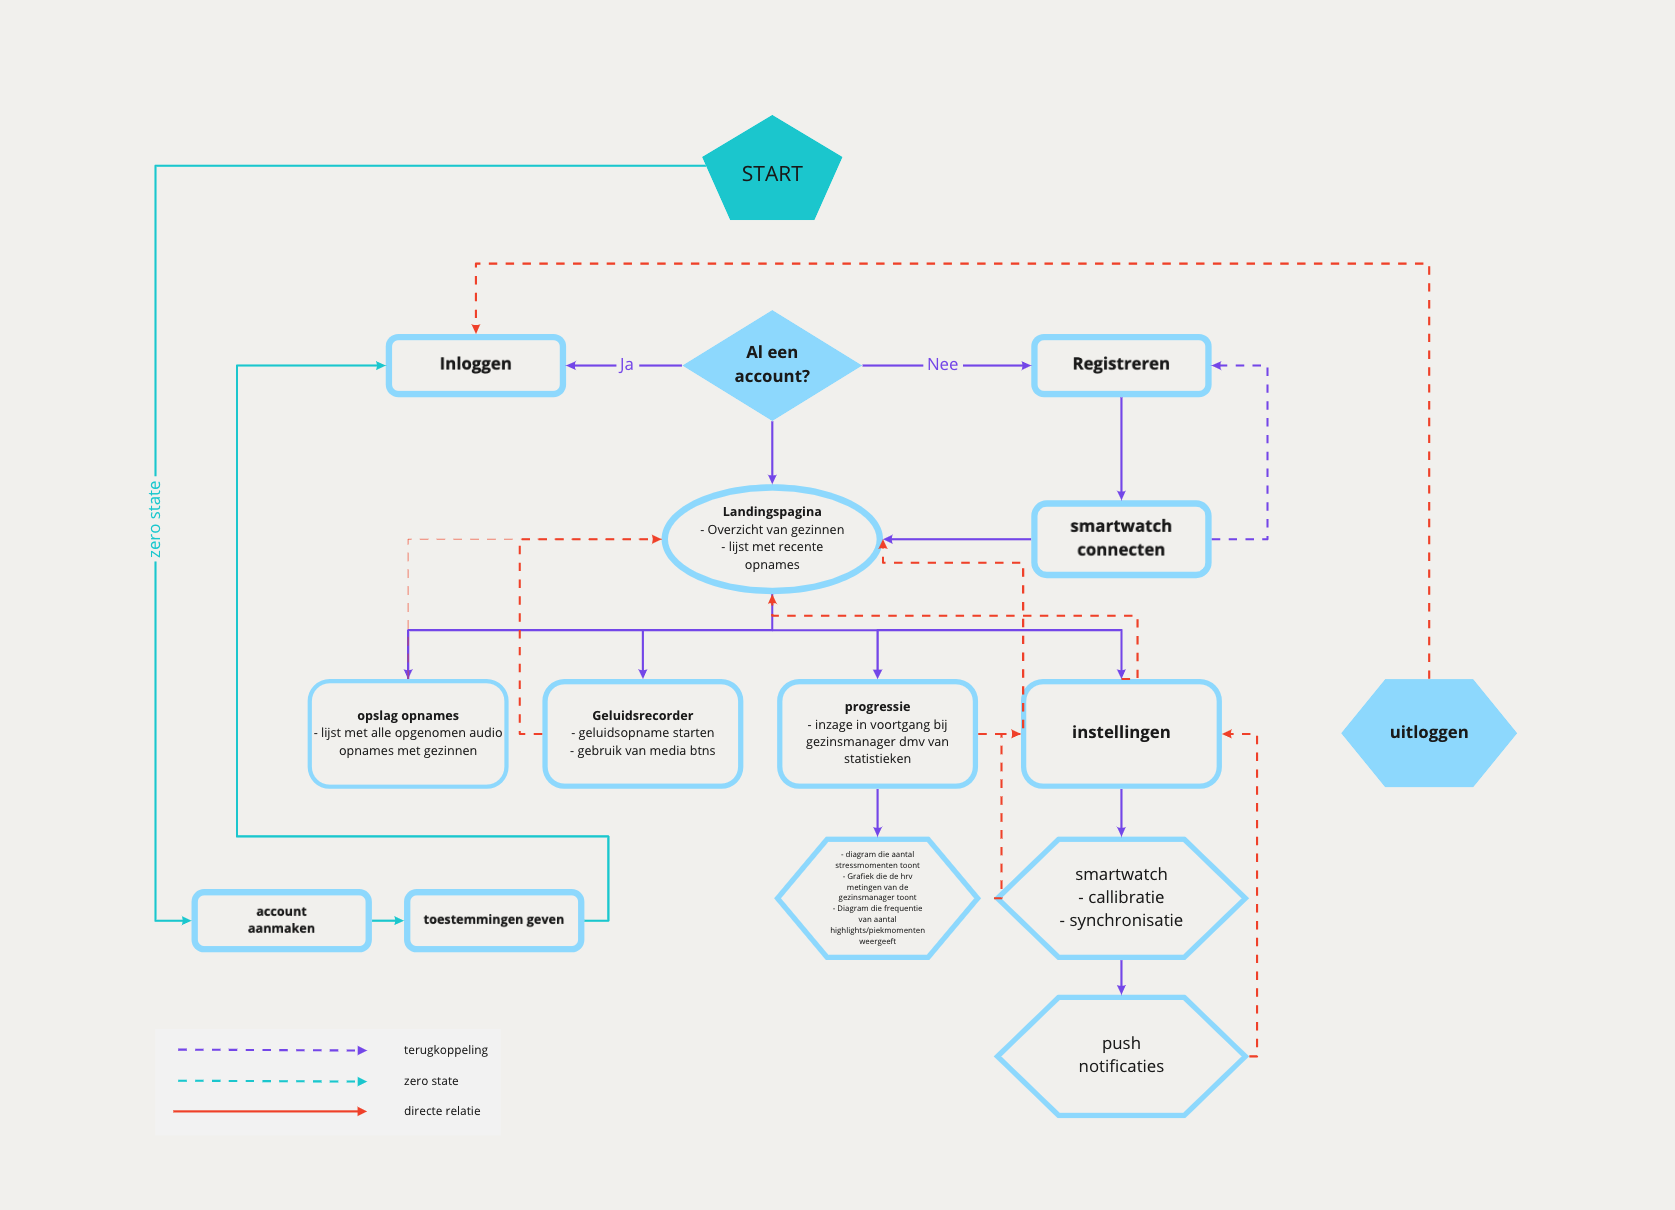 START
zero state
Inloggen
Ja
Al een
account?
Nee
Registreren
Landingspagina
- Overzicht van gezinnen
- lijst met recente
opnames
smartwatch
connecten
opslag opnames
- lijst met alle opgenomen audio
opnames met gezinnen
Geluidsrecorder
- geluidsopname starten
- gebruik van media btns
progressie
- inzage in voortgang bij
gezinsmanager dmv van
statistieken
instellingen
uitloggen
- diagram die aantal
stressmomenten toont
- Grafiek die de hrv
metingen van de
gezinsmanager toont
- Diagram die frequentie
van aantal
highlights/piekmomenten
weergeeft
smartwatch
- callibratie
- synchronisatie
account
aanmaken
toestemmingen geven
push
notificaties
terugkoppeling
zero state
directe relatie